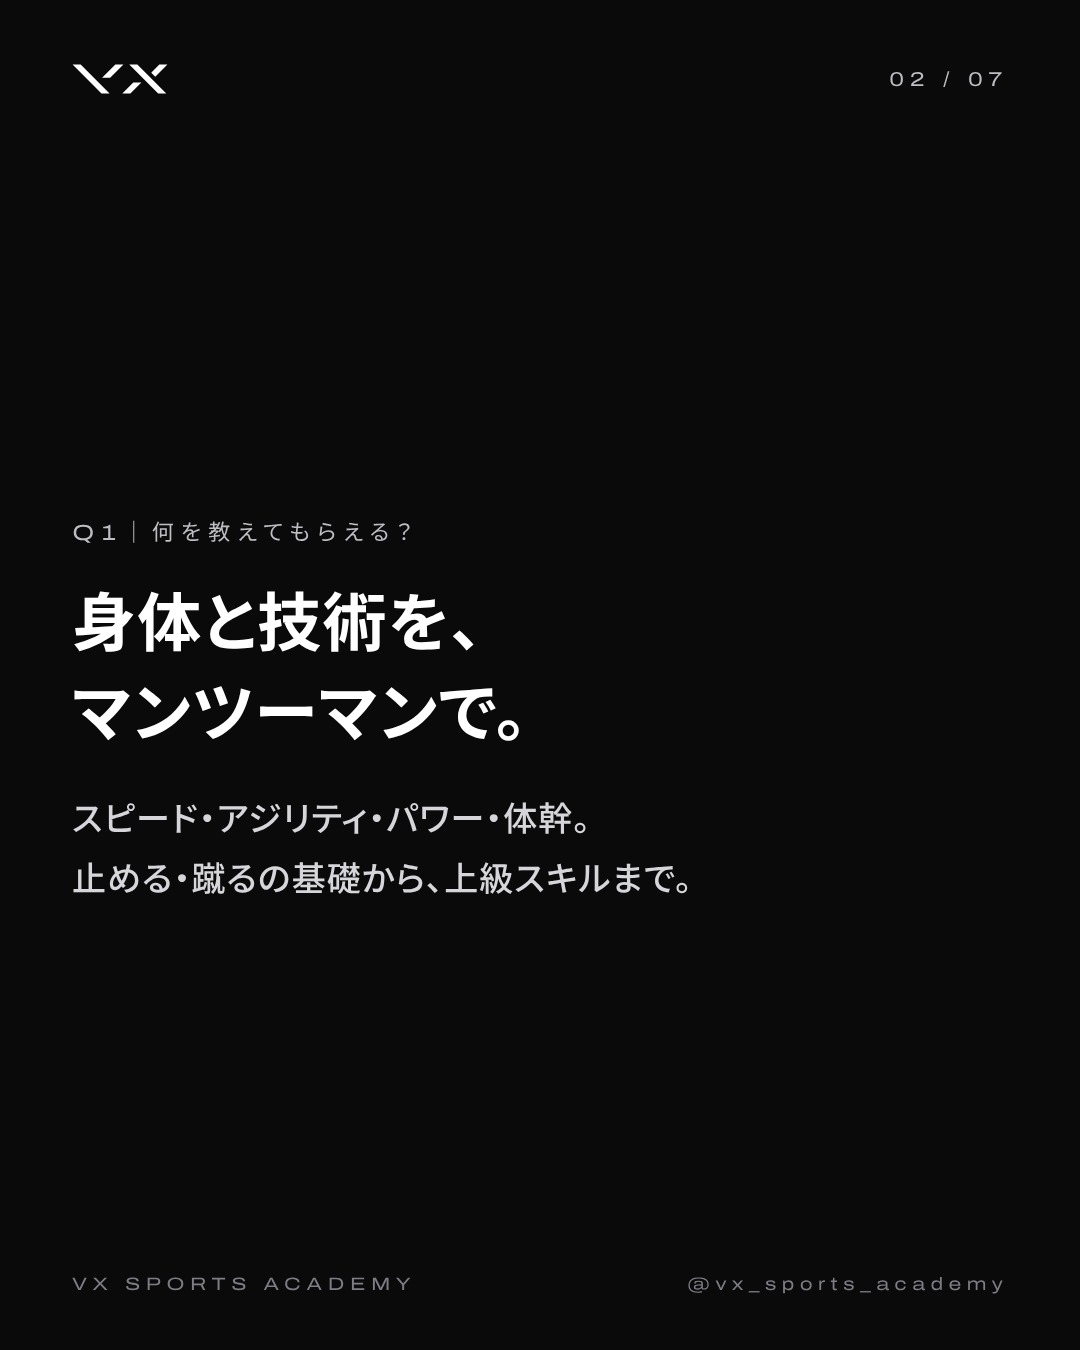 VX
02 / 07
Q1｜何を教えてもらえる？
身体と技術を、
マンツーマンで。
スピード・アジリティ・パワー・体幹。
止める・蹴るの基礎から、上級スキルまで。
VX SPORTS ACADEMY
@vx_sports_academy